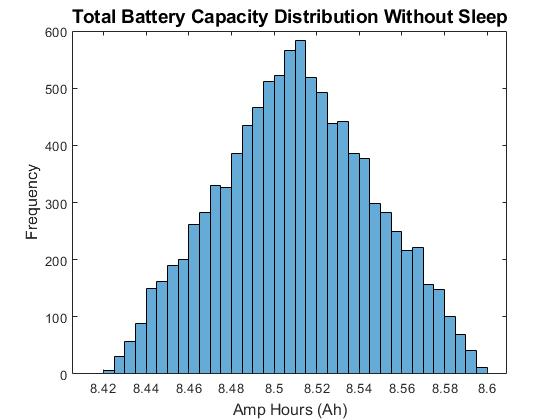 Total Battery Capacity Distribution Without Sleep
600
500
400
300
200
100
0
Frequency
8.42 8.44 8.46 8.48 8.5 8.52 8.54 8.56 8.58 8.6
Amp Hours (Ah)